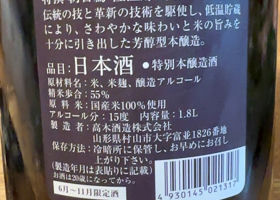 伝統の技と革新の技術を駆使し、低温貯蔵
により、さわやかな味わいと米の旨みを
十分に引き出した芳醇型本醸造。
品目：日本酒・特別本醸造酒
原材料名：米、米麹、醸造アルコール
精米歩合：55％
原料米：国産米100％使用
アルコール分：15度　内容量：1.8L
製造者：高木酒造株式会社
山形県村山市大字富並1826番地
保存方法：冷暗所に保管し、お早めにお召し
上がり下さい。
（製造年月は表貼りに記載）
お酒は20歳になってから。
6月～11月限定酒
4 930145 021317